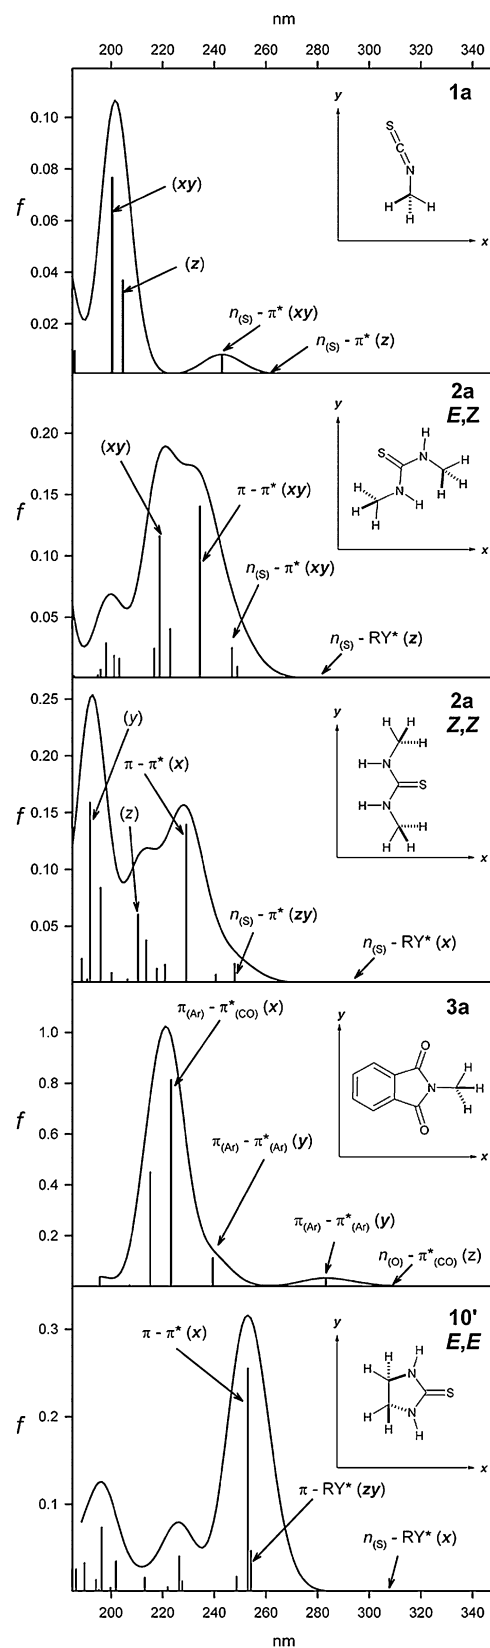 nm
200 220 240 260 280 300 320 340
1a
y
S
C
N
H H
H
x
0.10
0.08
0.06
0.04
0.02
f
(xy)
(z)
n(S) - π* (xy)
n(S) - π* (z)
2a
E,Z
y
H
S N H
H
H
H N H
H H
x
0.20
0.15
0.10
0.05
f
(xy)
π - π* (xy)
n(S) - π* (xy)
n(S) - RY* (z)
2a
Z,Z
y
H H
H
H N
S
H N
H
H
x
0.25
0.20
0.15
0.10
0.05
f
(y)
π - π* (x)
(z)
n(S) - π* (zy)
n(S) - RY* (x)
3a
y
O
H
N H
H
O
x
1.0
0.8
0.6
0.4
0.2
f
π(Ar) - π*(CO) (x)
π(Ar) - π*(Ar) (y)
π(Ar) - π*(Ar) (y)
n(O) - π*(CO) (z)
10'
E,E
y
H H
H N
S
H N
H H
x
0.3
0.2
0.1
f
π - π* (x)
π - RY* (zy)
n(S) - RY* (x)
200 220 240 260 280 300 320 340
nm